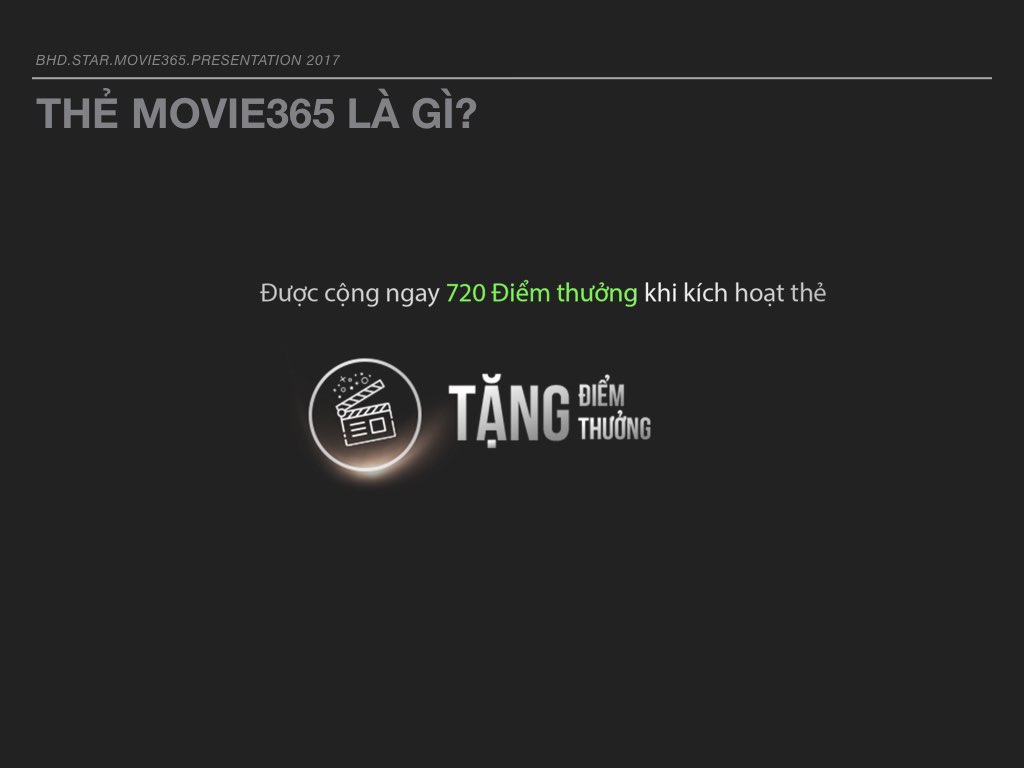 BHD.STAR.MOVIE365.PRESENTATION 2017
THẺ MOVIE365 LÀ GÌ?
Được cộng ngay 720 Điểm thưởng khi kích hoạt thẻ
TẶNG ĐIỂM
THƯỞNG